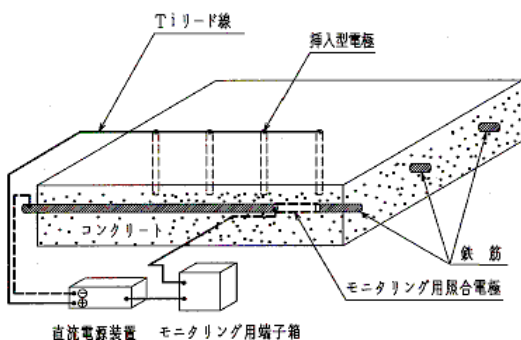 Tiリード線
挿入型電極
コンクリート
鉄筋
モニタリング用照合電極
⊖
⊕
直流電源装置
モニタリング用端子箱